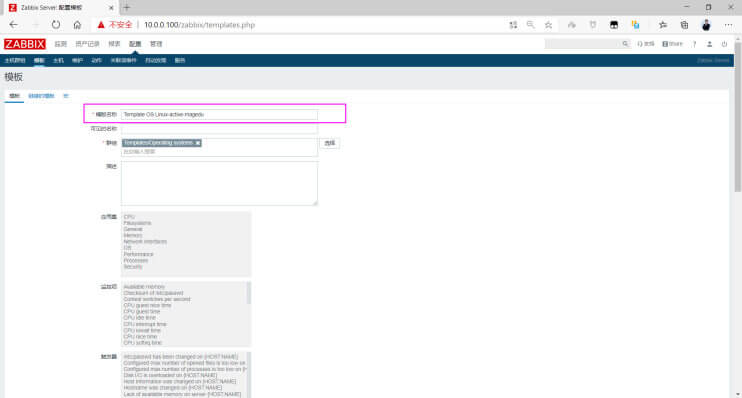 Zabbix Server: 配置模板
不安全 | 10.0.0.100/zabbix/templates.php
ZABBIX 监测 资产记录 报表 配置 管理 Share ?
主机群组 模板 主机 维护 动作 关联项事件 自动发现 服务 Zabbix Server
模板
模板 链接的模板 宏
* 模板名称 Template OS Linux-active magedu
可见的名称
* 群组 Templates/Operating systems 选择
在此输入搜索
描述
应用集 CPU
Filesystems
General
Memory
Network interfaces
OS
Performance
Processes
Security
监控项 Available memory
Checksum of /etc/passwd
Context switches per second
CPU guest nice time
CPU guest time
CPU idle time
CPU interrupt time
CPU iowait time
CPU nice time
CPU softirq time
触发器 /etc/passwd has been changed on {HOST.NAME}
Configured max number of opened files is too low on
Configured max number of processes is too low on {H
Disk I/O is overloaded on {HOST.NAME}
Host information was changed on {HOST.NAME}
Hostname was changed on {HOST.NAME}
Lack of available memory on server {HOST.NAME}